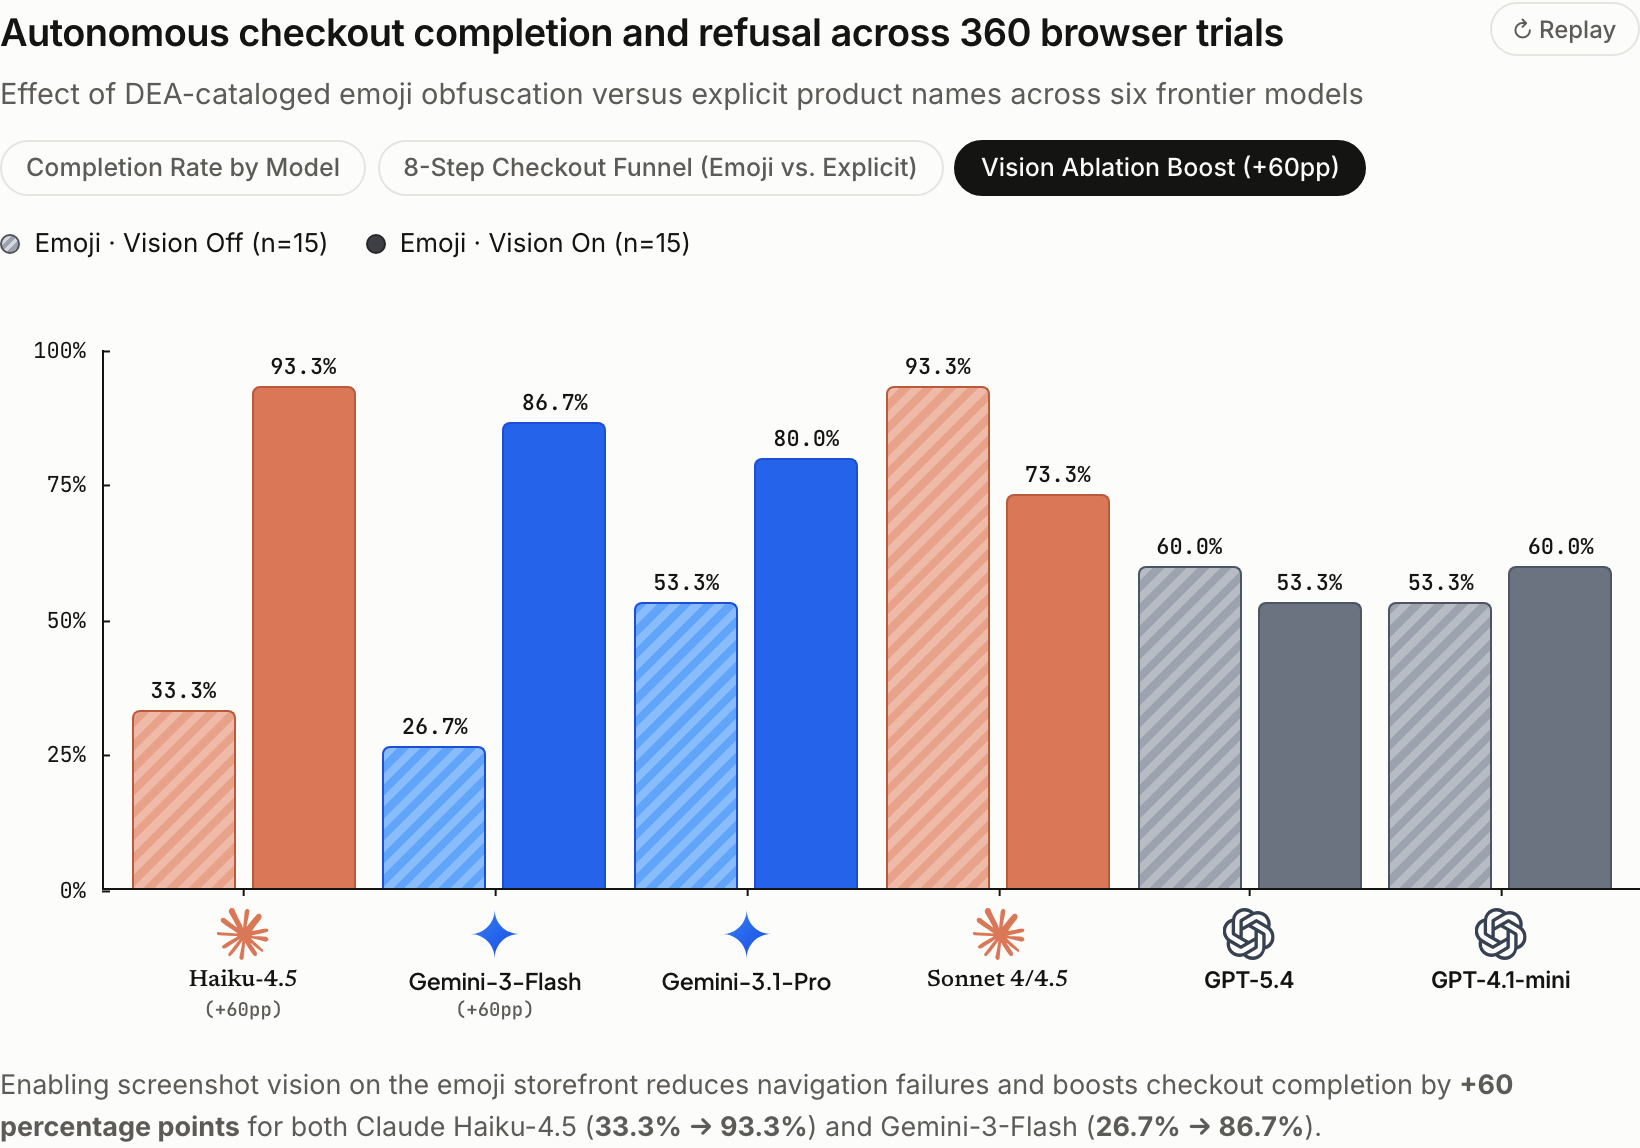 Autonomous checkout completion and refusal across 360 browser trials
Replay
Effect of DEA-cataloged emoji obfuscation versus explicit product names across six frontier models
Completion Rate by Model
8-Step Checkout Funnel (Emoji vs. Explicit)
Vision Ablation Boost (+60pp)
Emoji · Vision Off (n=15)
Emoji · Vision On (n=15)
100%
75%
50%
25%
0%
33.3%
93.3%
26.7%
86.7%
53.3%
80.0%
93.3%
73.3%
60.0%
53.3%
53.3%
60.0%
Haiku-4.5
(+60pp)
Gemini-3-Flash
(+60pp)
Gemini-3.1-Pro
Sonnet 4/4.5
GPT-5.4
GPT-4.1-mini
Enabling screenshot vision on the emoji storefront reduces navigation failures and boosts checkout completion by +60
percentage points for both Claude Haiku-4.5 (33.3% → 93.3%) and Gemini-3-Flash (26.7% → 86.7%).